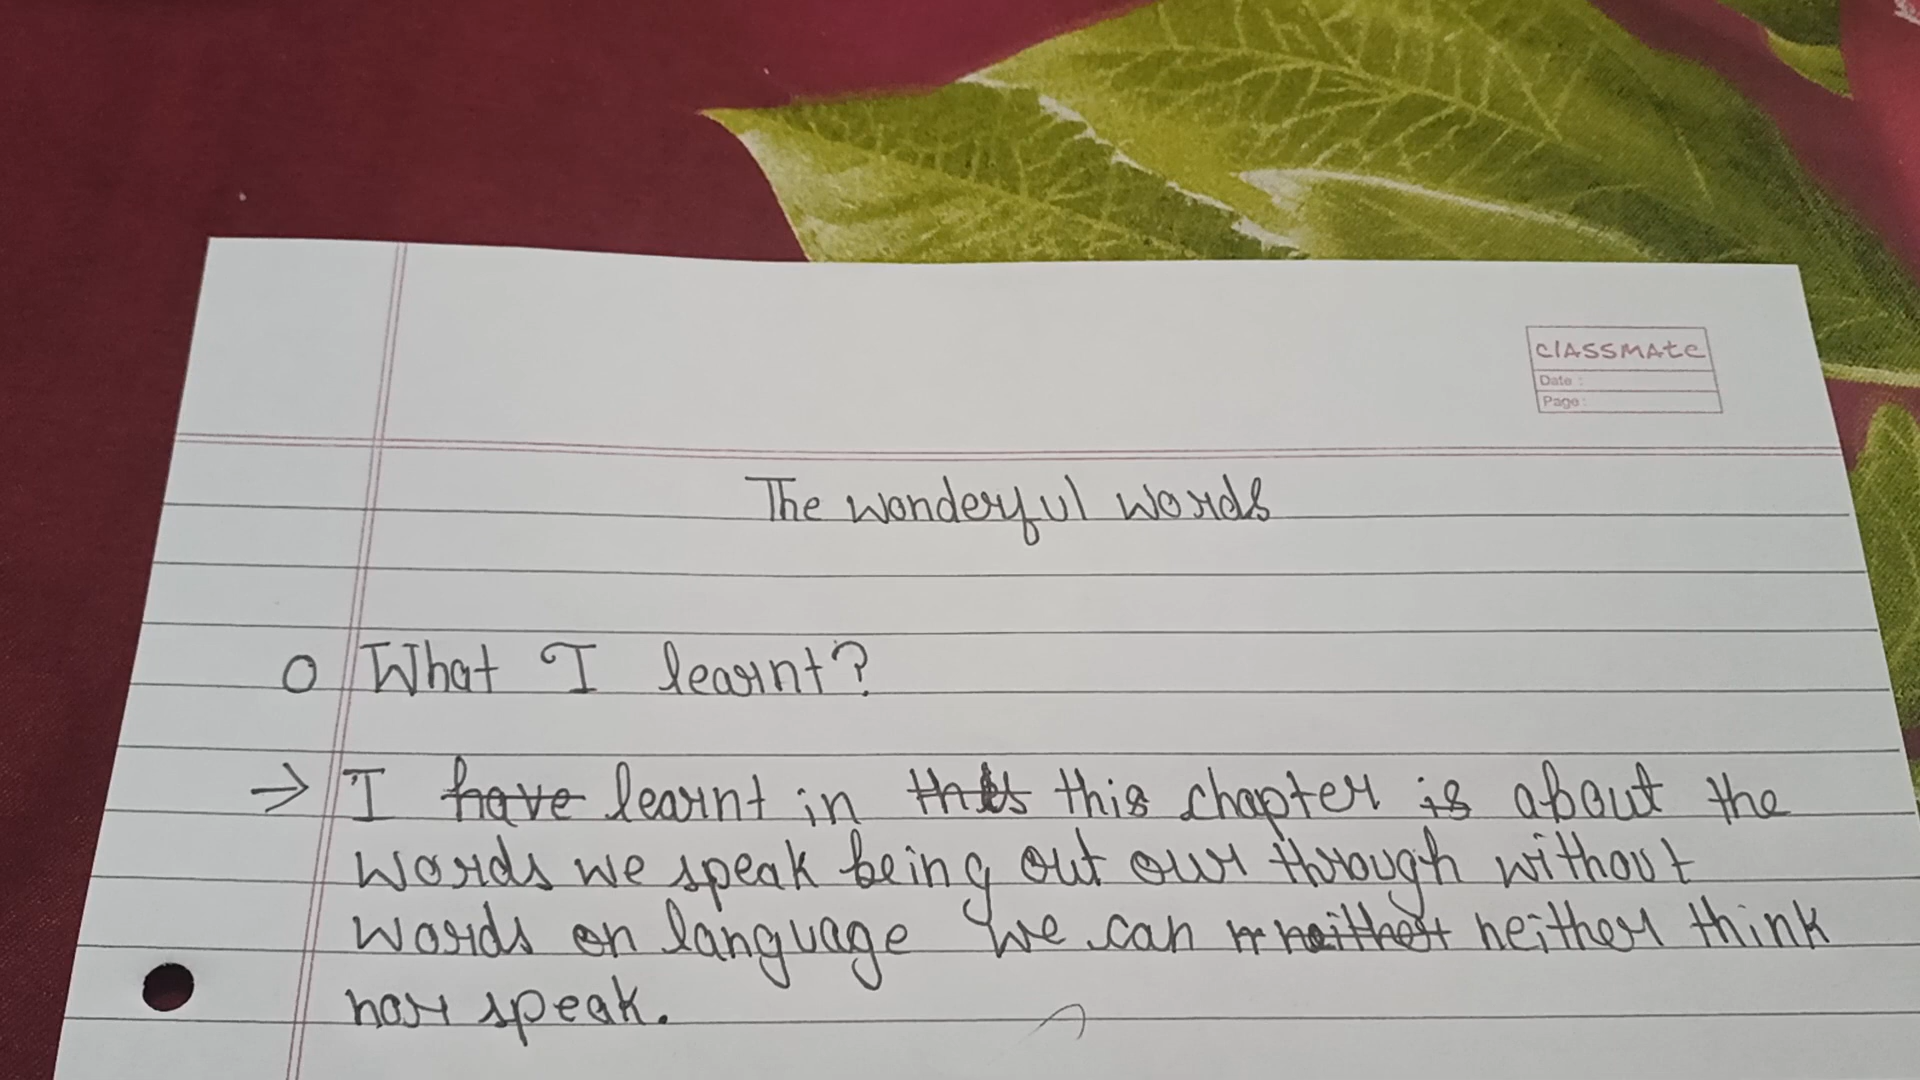 classmate
Date :
Page :
The wonderful words
O What I learnt?
→ I have learnt in this chapter is about the
words we speak being out our through without
words or language we can neither think
nor speak.